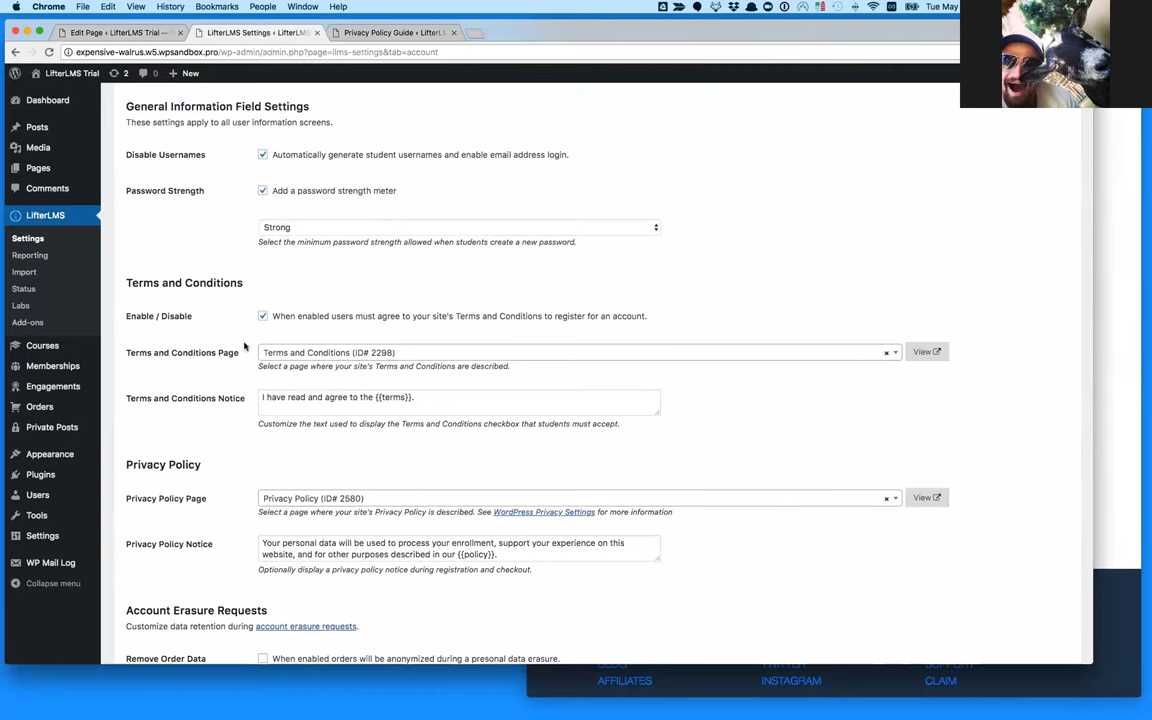 Chrome File Edit View History Bookmarks People Window Help Tue May
Edit Page ‹ LifterLMS Trial — LifterLMS Settings ‹ LifterLMS Privacy Policy Guide ‹ LifterLM
expensive-walrus.w5.wpsandbox.pro/wp-admin/admin.php?page=llms-settings&tab=account
LifterLMS Trial 2 0 New
Dashboard
Posts
Media
Pages
Comments
LifterLMS
Settings
Reporting
Import
Status
Labs
Add-ons
Courses
Memberships
Engagements
Orders
Private Posts
Appearance
Plugins
Users
Tools
Settings
WP Mail Log
Collapse menu
General Information Field Settings
These settings apply to all user information screens.
Disable Usernames Automatically generate student usernames and enable email address login.
Password Strength Add a password strength meter
Strong
Select the minimum password strength allowed when students create a new password.
Terms and Conditions
Enable / Disable When enabled users must agree to your site's Terms and Conditions to register for an account.
Terms and Conditions Page Terms and Conditions (ID# 2298) × View
Select a page where your site's Terms and Conditions are described.
Terms and Conditions Notice I have read and agree to the {{terms}}.
Customize the text used to display the Terms and Conditions checkbox that students must accept.
Privacy Policy
Privacy Policy Page Privacy Policy (ID# 2580) × View
Select a page where your site's Privacy Policy is described. See WordPress Privacy Settings for more information
Privacy Policy Notice Your personal data will be used to process your enrollment, support your experience on this
website, and for other purposes described in our {{policy}}.
Optionally display a privacy policy notice during registration and checkout.
Account Erasure Requests
Customize data retention during account erasure requests.
Remove Order Data When enabled orders will be anonymized during a presonal data erasure.
AFFILIATES INSTAGRAM CLAIM